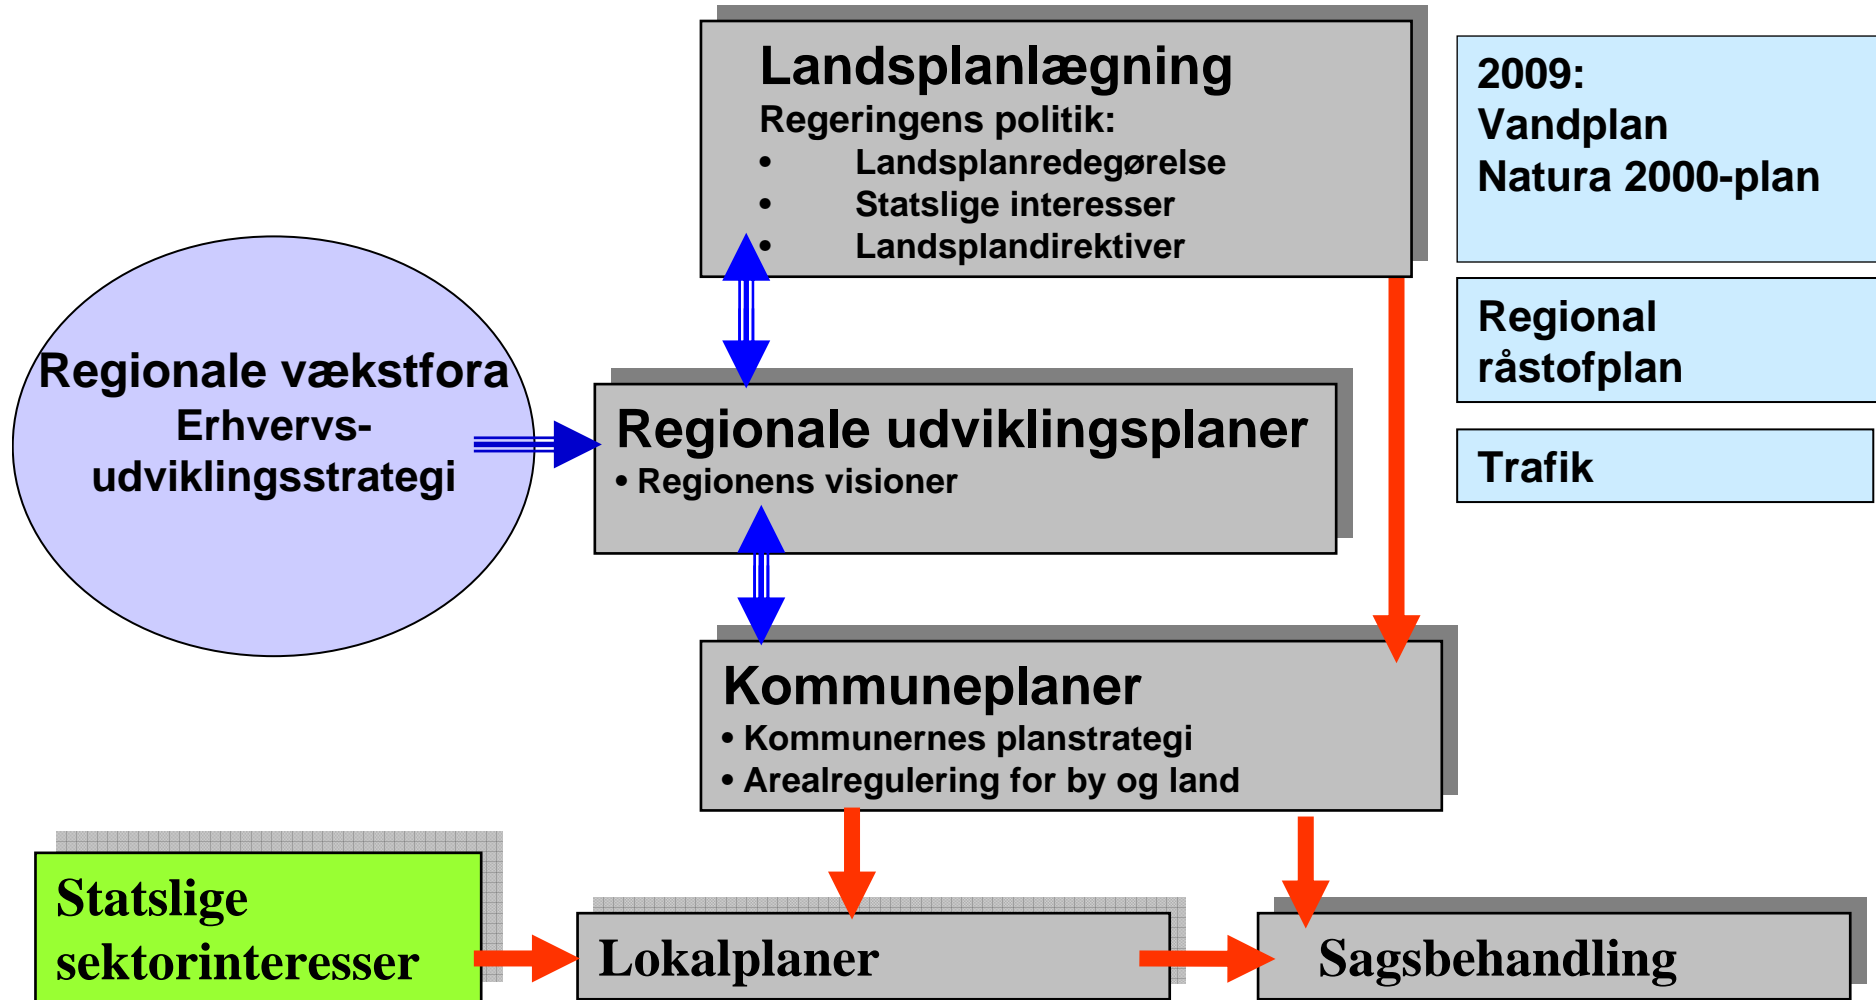 Landsplanlægning
Regeringens politik:
• Landsplanredegørelse
• Statslige interesser
• Landsplandirektiver
2009:
Vandplan
Natura 2000-plan
Regional
råstofplan
Trafik
Regionale vækstfora
Erhvervs-
udviklingsstrategi
Regionale udviklingsplaner
• Regionens visioner
Kommuneplaner
• Kommunernes planstrategi
• Arealregulering for by og land
Statslige
sektorinteresser
Lokalplaner
Sagsbehandling